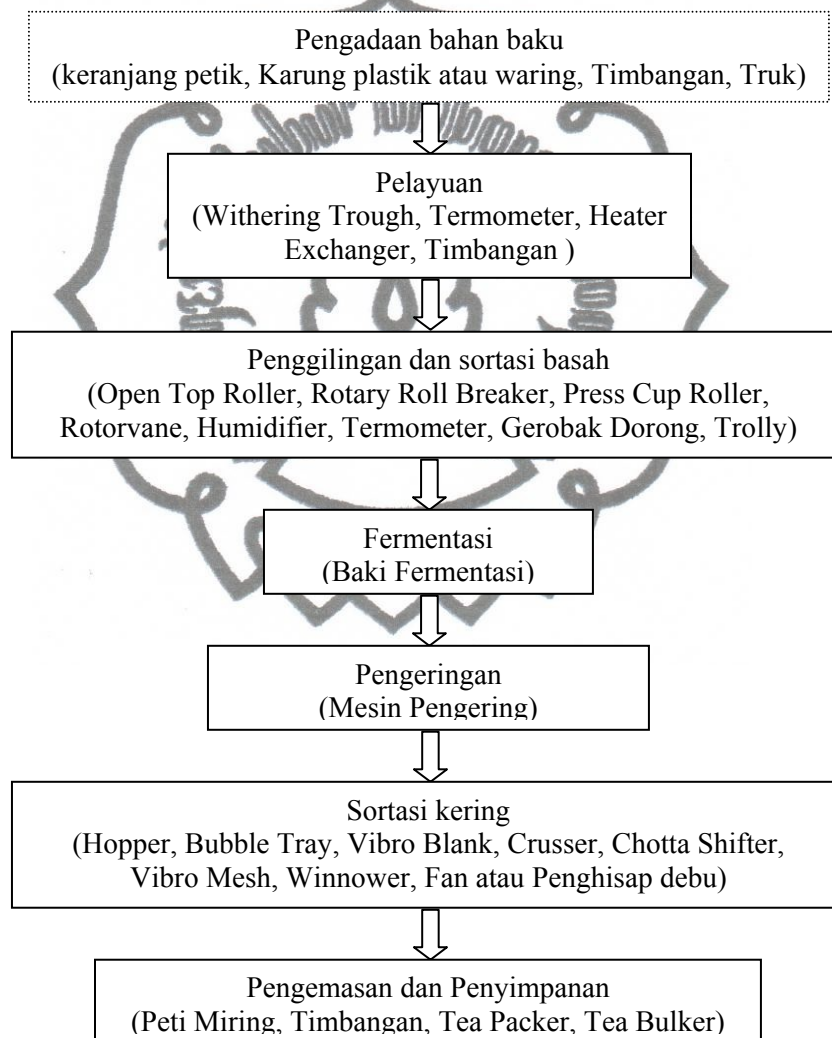 Pengadaan bahan baku
(keranjang petik, Karung plastik atau waring, Timbangan, Truk)
Pelayuan
(Withering Trough, Termometer, Heater
Exchanger, Timbangan )
Penggilingan dan sortasi basah
(Open Top Roller, Rotary Roll Breaker, Press Cup Roller,
Rotorvane, Humidifier, Termometer, Gerobak Dorong, Trolly)
Fermentasi
(Baki Fermentasi)
Pengeringan
(Mesin Pengering)
Sortasi kering
(Hopper, Bubble Tray, Vibro Blank, Crusser, Chotta Shifter,
Vibro Mesh, Winnower, Fan atau Penghisap debu)
Pengemasan dan Penyimpanan
(Peti Miring, Timbangan, Tea Packer, Tea Bulker)